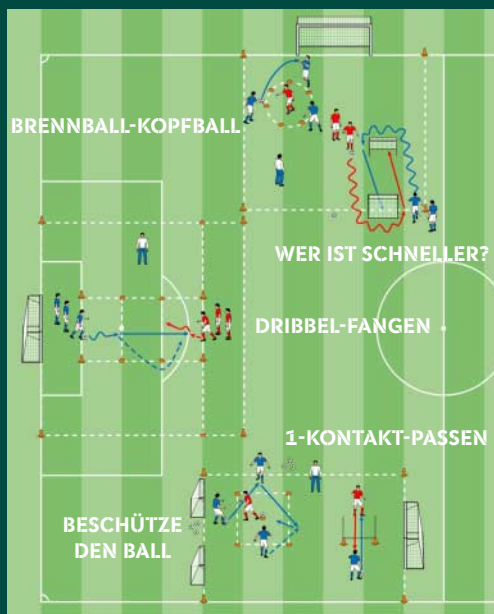 BRENNBALL-KOPFBALL
WER IST SCHNELLER?
DRIBBEL-FANGEN
1-KONTAKT-PASSEN
BESCHÜTZE
DEN BALL